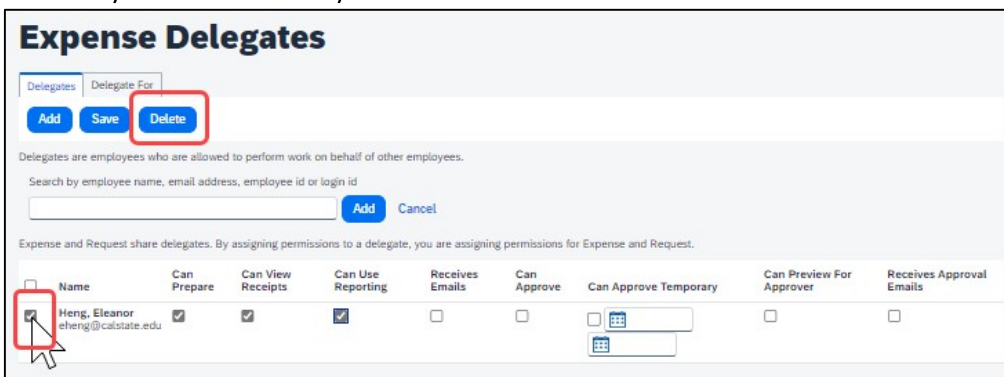 Expense Delegates
Delegates Delegate For
Add Save Delete
Delegates are employees who are allowed to perform work on behalf of other employees.
Search by employee name, email address, employee id or login id
Add Cancel
Expense and Request share delegates. By assigning permissions to a delegate, you are assigning permissions for Expense and Request.
Name Can Prepare Can View Receipts Can Use Reporting Receives Emails Can Approve Can Approve Temporary Can Preview For Approver Receives Approval Emails
Heng, Eleanor
eheng@calstate.edu